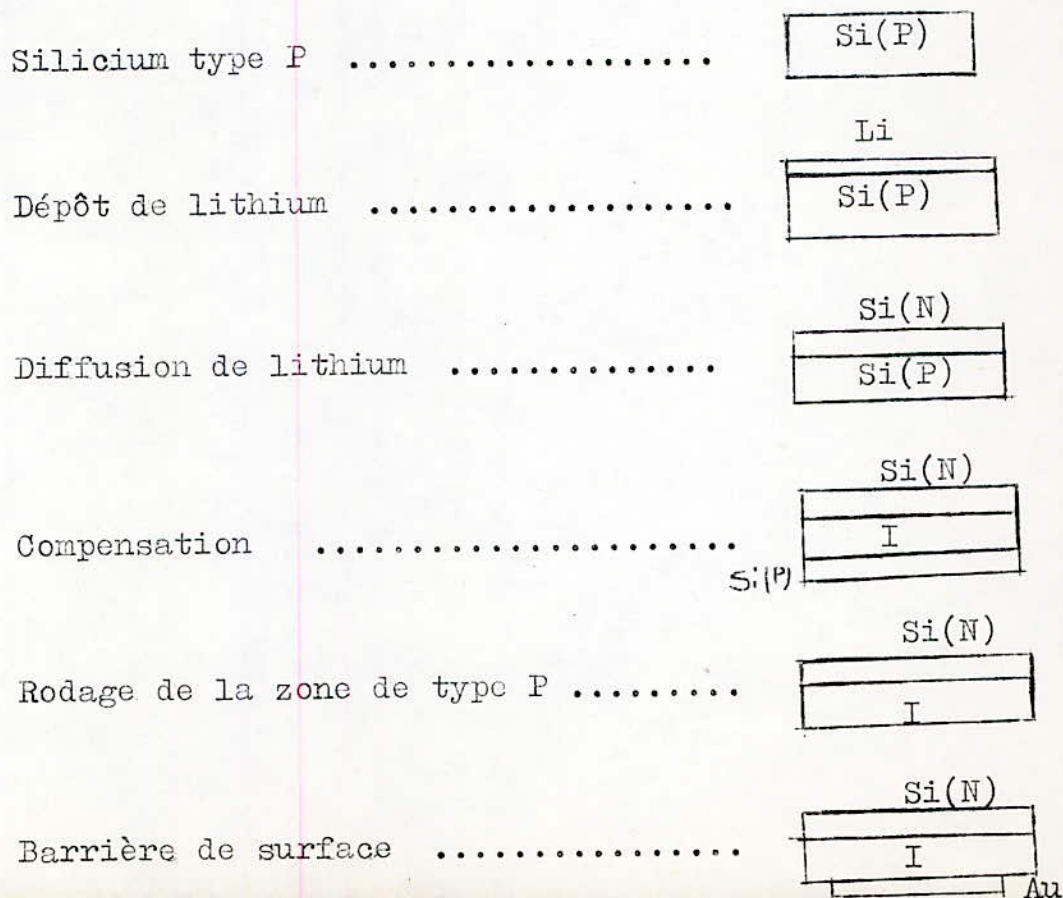 Silicium type P ................... Si(P)
Li
Dépôt de lithium ................... Si(P)
Si(N)
Diffusion de lithium .............. Si(P)
Si(N)
Compensation ...................... I
Si(P)
Si(N)
Rodage de la zone de type P ......... I
Si(N)
Barrière de surface ................ I
Au